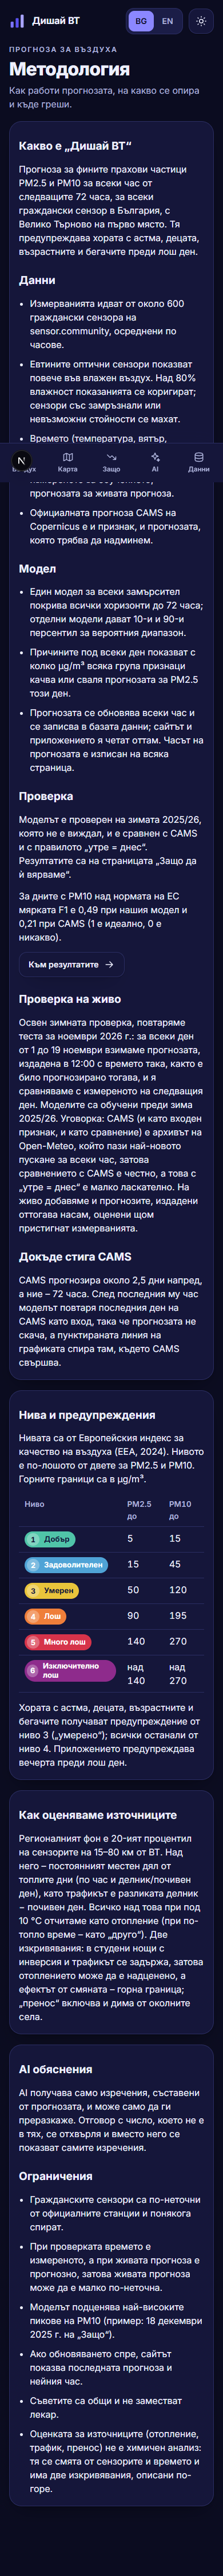 Дишай ВТ
BG
EN
ПРОГНОЗА ЗА ВЪЗДУХА
Методология
Как работи прогнозата, на какво се опира
и къде греши.
Какво е „Дишай ВТ“
Прогноза за фините прахови частици
PM2.5 и PM10 за всеки час от
следващите 72 часа, за всеки
граждански сензор в България, с
Велико Търново на първо място. Тя
предупреждава хората с астма, децата,
възрастните и бегачите преди лош ден.
Данни
• Измерванията идват от около 600
граждански сензора на
sensor.community, осреднени по
часове.
• Евтините оптични сензори показват
повече във влажен въздух. Над 80%
влажност показанията се коригират;
сензори със замръзнали или
невъзможни стойности се махат.
• Времето (температура, вятър,
Карта
Защо
AI
Данни
прогнозата за живата прогноза.
• Официалната прогноза CAMS на
Copernicus е и признак, и прогнозата,
която трябва да надминем.
Модел
• Един модел за всеки замърсител
покрива всички хоризонти до 72 часа;
отделни модели дават 10-и и 90-и
персентил за вероятния диапазон.
• Причините под всеки ден показват с
колко µg/m³ всяка група признаци
качва или сваля прогнозата за PM2.5
този ден.
• Прогнозата се обновява всеки час и
се записва в базата данни; сайтът и
приложението я четат оттам. Часът на
прогнозата е изписан на всяка
страница.
Проверка
Моделът е проверен на зимата 2025/26,
която не е виждал, и е сравнен с CAMS
и с правилото „утре = днес“.
Резултатите са на страницата „Защо да
ѝ вярваме“.
За дните с PM10 над нормата на ЕС
мярката F1 е 0,49 при нашия модел и
0,21 при CAMS (1 е идеално, 0 е
никакво).
Към резултатите →
Проверка на живо
Освен зимната проверка, повтаряме
теста за ноември 2026 г.: за всеки ден
от 1 до 19 ноември взимаме прогнозата,
издадена в 12:00 с времето така, както е
било прогнозирано тогава, и я
сравняваме с измереното на следващия
ден. Моделите са обучени преди зима
2025/26. Уговорка: CAMS (и като входен
признак, и като сравнение) е архивът на
Open-Meteo, който пази най-новото
пускане за всеки час, затова
сравнението с CAMS е честно, а това с
„утре = днес“ е малко ласкателно. На
живо добавяме и прогнозите, издадени
оттогава насам, оценени щом
пристигнат измерванията.
Докъде стига CAMS
CAMS прогнозира около 2,5 дни напред,
а ние – 72 часа. След последния му час
моделът повтаря последния ден на
CAMS като вход, така че прогнозата не
скача, а пунктираната линия на
графиката спира там, където CAMS
свършва.
Нива и предупреждения
Нивата са от Европейския индекс за
качество на въздуха (ЕЕА, 2024). Нивото
е по-лошото от двете за PM2.5 и PM10.
Горните граници са в µg/m³.
Ниво PM2.5 до PM10 до
1 Добър 5 15
2 Задоволителен 15 45
3 Умерен 50 120
4 Лош 90 195
5 Много лош 140 270
6 Изключително лош над 140 над 270
Хората с астма, децата, възрастните и
бегачите получават предупреждение от
ниво 3 („умерено“); всички останали от
ниво 4. Приложението предупреждава
вечерта преди лош ден.
Как оценяваме източниците
Регионалният фон е 20-ият процентил
на сензорите на 15–80 км от ВТ. Над
него – постоянният местен дял от
топлите дни (по час и делник/почивен
ден), като трафикът е разликата делник
− почивен ден. Всичко над това при под
10 °C отчитаме като отопление (при по-
топло време – като „друго“). Две
изкривявания: в студени нощи с
инверсия и трафикът се задържа, затова
отоплението може да е надценено, а
ефектът от смяната – горна граница;
„пренос“ включва и дима от околните
села.
AI обяснения
AI получава само изречения, съставени
от прогнозата, и може само да ги
преразкаже. Отговор с число, което не е
в тях, се отхвърля и вместо него се
показват самите изречения.
Ограничения
• Гражданските сензори са по-неточни
от официалните станции и понякога
спират.
• При проверката времето е
измереното, а при живата прогноза е
прогнозно, затова живата прогноза
може да е малко по-неточна.
• Моделът подценява най-високите
пикове на PM10 (пример: 18 декември
2025 г. на „Защо“).
• Ако обновяването спре, сайтът
показва последната прогноза и
нейния час.
• Съветите са общи и не заместват
лекар.
• Оценката за източниците (отопление,
трафик, пренос) не е химичен анализ:
тя се смята от сензорите и времето и
има две изкривявания, описани по-
горе.